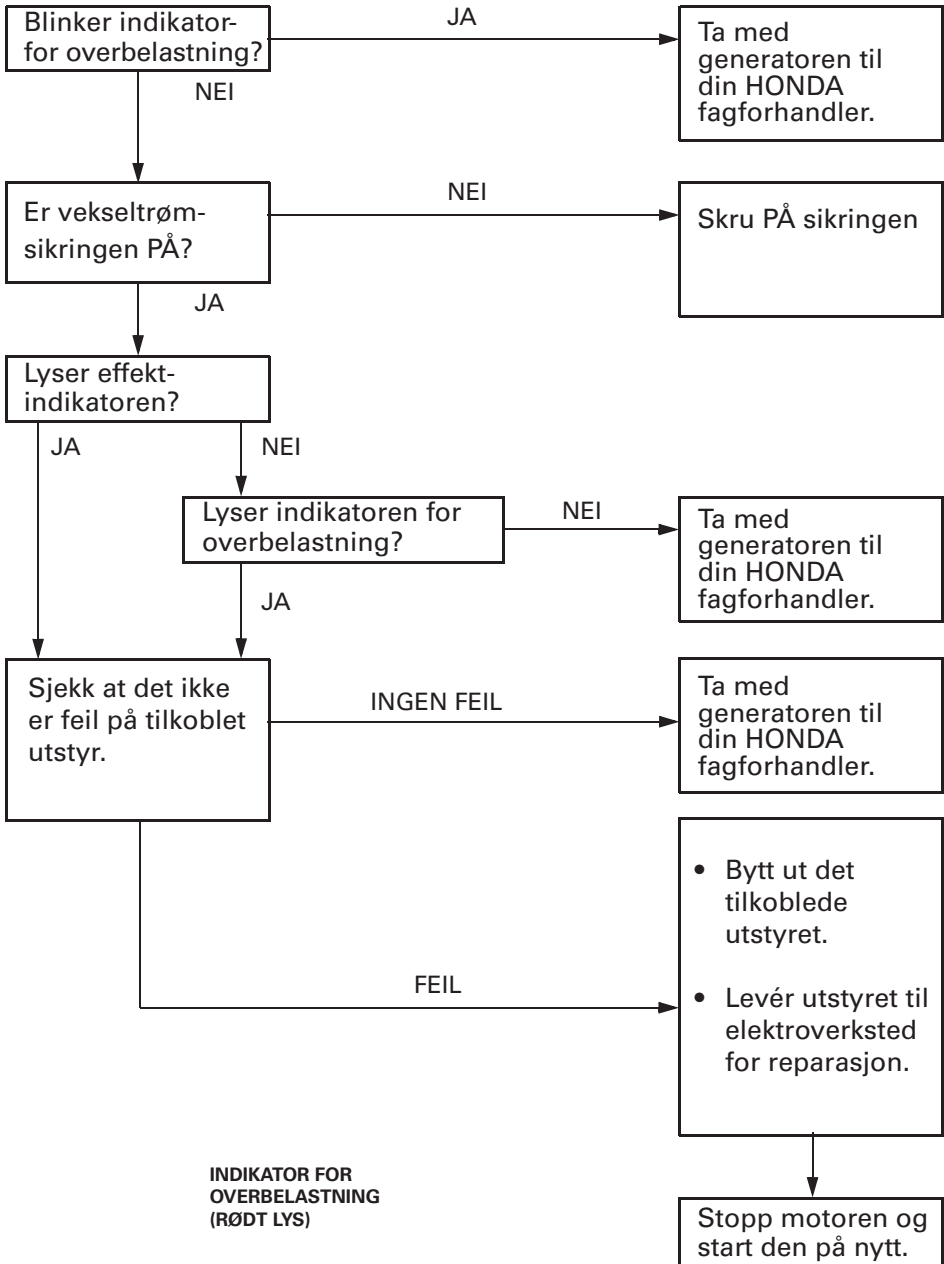 Blinker indikator-
for overbelastning?
JA
Ta med
generatoren til
din HONDA
fagforhandler.
NEI
Er vekseltrøm-
sikringen PÅ?
NEI
Skru PÅ sikringen
JA
Lyser effekt-
indikatoren?
JA
NEI
Lyser indikatoren for
overbelastning?
NEI
Ta med
generatoren til
din HONDA
fagforhandler.
JA
Sjekk at det ikke
er feil på tilkoblet
utstyr.
INGEN FEIL
Ta med
generatoren til
din HONDA
fagforhandler.
FEIL
• Bytt ut det
tilkoblede
utstyret.
• Levér utstyret til
elektroverksted
for reparasjon.
INDIKATOR FOR
OVERBELASTNING
(RØDT LYS)
Stopp motoren og
start den på nytt.